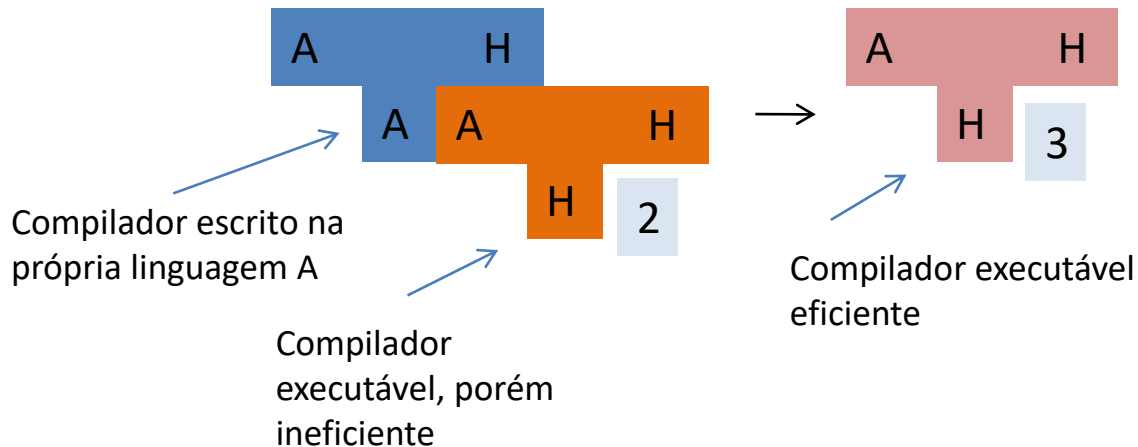 A H
A H
A A H
H 3
H 2
Compilador escrito na
própria linguagem A
Compilador executável
eficiente
Compilador
executável, porém
ineficiente